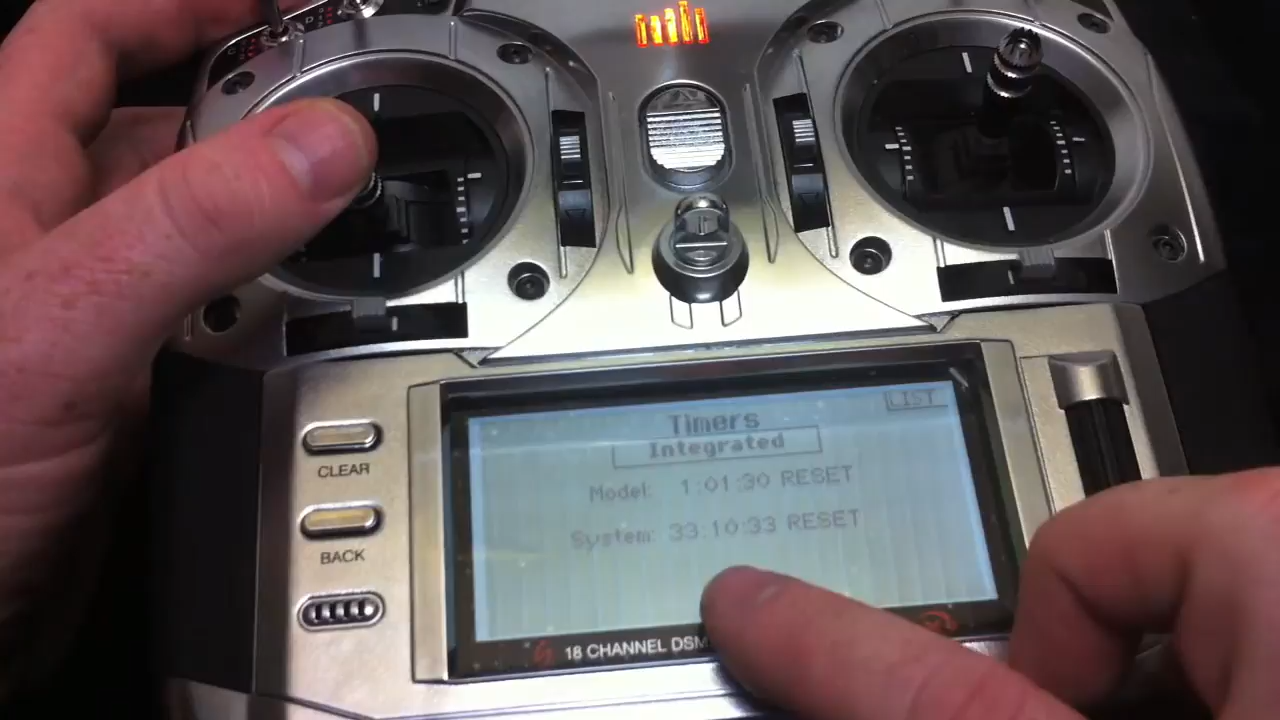 LIST
Timers
Integrated
Model: 1:01:30 RESET
System: 33:10:33 RESET
CLEAR
BACK
18 CHANNEL DSM